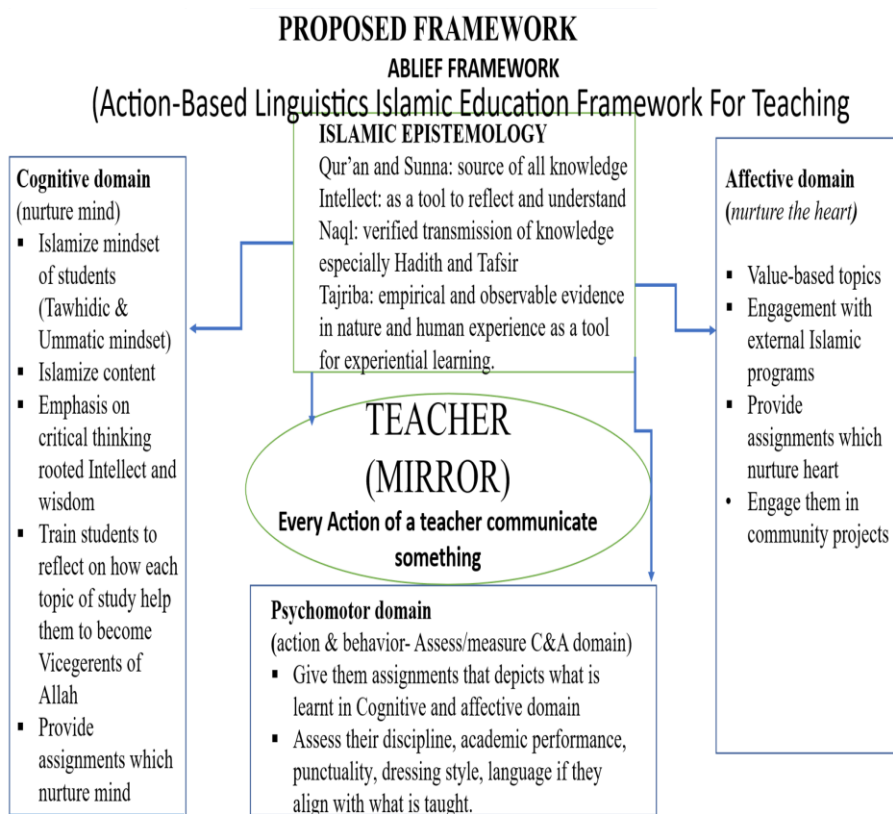 PROPOSED FRAMEWORK
ABLIEF FRAMEWORK
(Action-Based Linguistics Islamic Education Framework For Teaching
ISLAMIC EPISTEMOLOGY
Qur’an and Sunna: source of all knowledge
Intellect: as a tool to reflect and understand
Naql: verified transmission of knowledge
especially Hadith and Tafsir
Tajriba: empirical and observable evidence
in nature and human experience as a tool
for experiential learning.
Cognitive domain
(nurture mind)
▪ Islamize mindset
of students
(Tawhidic &
Ummatic mindset)
▪ Islamize content
▪ Emphasis on
critical thinking
rooted Intellect and
wisdom
▪ Train students to
reflect on how each
topic of study help
them to become
Vicegerents of
Allah
▪ Provide
assignments which
nurture mind
TEACHER
(MIRROR)
Every Action of a teacher communicate
something
Psychomotor domain
(action & behavior- Assess/measure C&A domain)
▪ Give them assignments that depicts what is
learnt in Cognitive and affective domain
▪ Assess their discipline, academic performance,
punctuality, dressing style, language if they
align with what is taught.
Affective domain
(nurture the heart)
▪ Value-based topics
▪ Engagement with
external Islamic
programs
▪ Provide
assignments which
nurture heart
• Engage them in
community projects